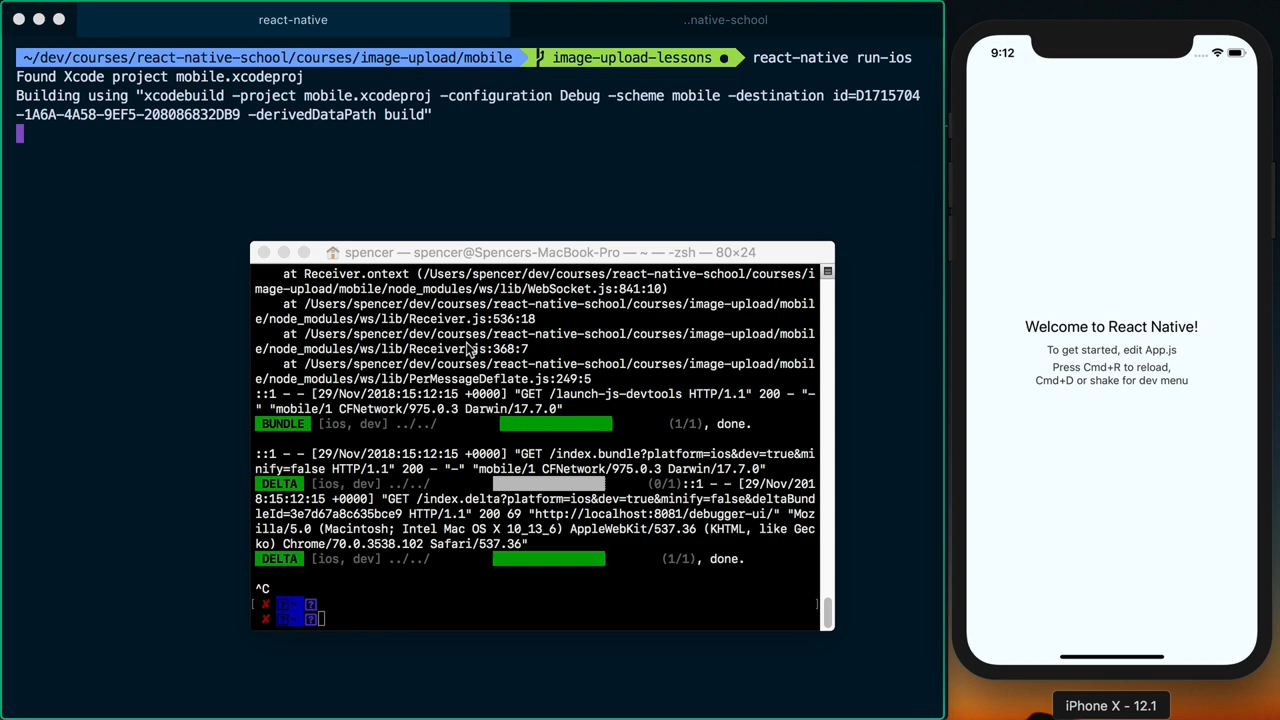 react-native
..native-school
~/dev/courses/react-native-school/courses/image-upload/mobile image-upload-lessons ● react-native run-ios
Found Xcode project mobile.xcodeproj
Building using "xcodebuild -project mobile.xcodeproj -configuration Debug -scheme mobile -destination id=D1715704
-1A6A-4A58-9EF5-208086832DB9 -derivedDataPath build"
spencer — spencer@Spencers-MacBook-Pro — ~ — -zsh — 80×24
at Receiver.ontext (/Users/spencer/dev/courses/react-native-school/courses/i
mage-upload/mobile/node_modules/ws/lib/WebSocket.js:841:10)
at /Users/spencer/dev/courses/react-native-school/courses/image-upload/mobil
e/node_modules/ws/lib/Receiver.js:536:18
at /Users/spencer/dev/courses/react-native-school/courses/image-upload/mobil
e/node_modules/ws/lib/Receiver.js:368:7
at /Users/spencer/dev/courses/react-native-school/courses/image-upload/mobil
e/node_modules/ws/lib/PerMessageDeflate.js:249:5
::1 - - [29/Nov/2018:15:12:15 +0000] "GET /launch-js-devtools HTTP/1.1" 200 - "-
" "mobile/1 CFNetwork/975.0.3 Darwin/17.7.0"
BUNDLE [ios, dev] ../../ (1/1), done.
::1 - - [29/Nov/2018:15:12:15 +0000] "GET /index.bundle?platform=ios&dev=true&mi
nify=false HTTP/1.1" 200 - "-" "mobile/1 CFNetwork/975.0.3 Darwin/17.7.0"
DELTA [ios, dev] ../../ (0/1)::1 - - [29/Nov/201
8:15:12:15 +0000] "GET /index.delta?platform=ios&dev=true&minify=false&deltaBund
leId=3e7d67a8c635bce9 HTTP/1.1" 200 69 "http://localhost:8081/debugger-ui/" "Moz
illa/5.0 (Macintosh; Intel Mac OS X 10_13_6) AppleWebKit/537.36 (KHTML, like Gec
ko) Chrome/70.0.3538.102 Safari/537.36"
DELTA [ios, dev] ../../ (1/1), done.
^C
[ ✘ ? ~ ? ]
✘ ? ~ ?
9:12
Welcome to React Native!
To get started, edit App.js
Press Cmd+R to reload,
Cmd+D or shake for dev menu
iPhone X - 12.1